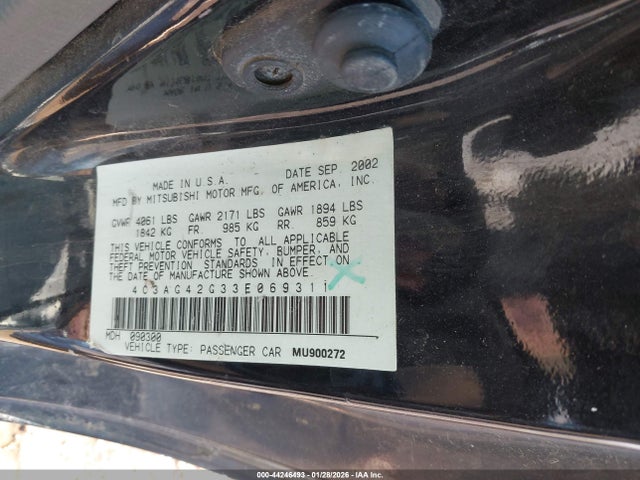 MADE IN U.S.A. DATE SEP. 2002
MFD BY MITSUBISHI MOTOR MFG. OF AMERICA, INC.
GVWR 4061 LBS GAWR 2171 LBS GAWR 1894 LBS
1842 KG FR. 985 KG RR. 859 KG
THIS VEHICLE CONFORMS TO ALL APPLICABLE
FEDERAL MOTOR VEHICLE SAFETY, BUMPER, AND
THEFT PREVENTION STANDARDS IN EFFECT ON
THE DATE OF MANUFACTURE SHOWN ABOVE.
4C3AG42G33E069311
MDH 090300
VEHICLE TYPE: PASSENGER CAR MU900272
000-44246493 - 01/28/2026 - IAA Corp.